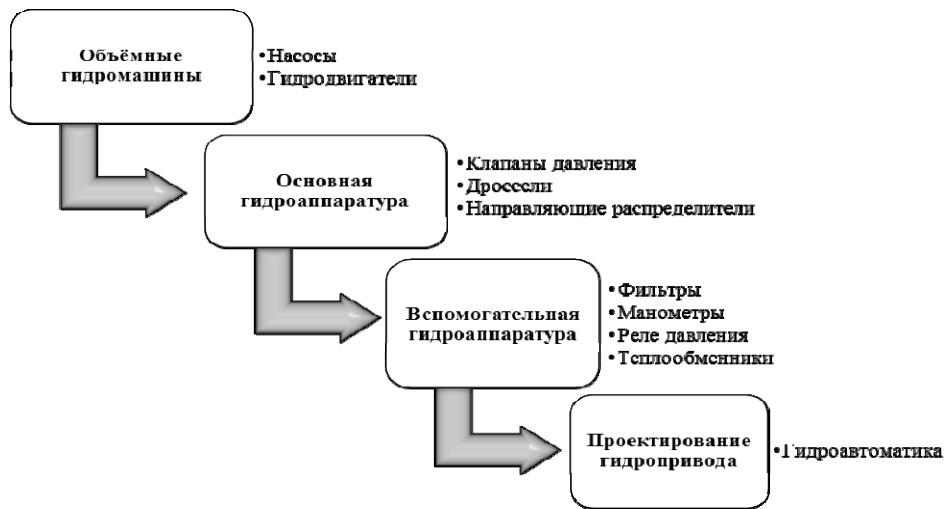 Объёмные
гидромашины
•Насосы
•Гидродвигатели
Основная
гидроаппаратура
•Клапаны давления
•Дроссели
•Направляющие распределители
Вспомогательная
гидроаппаратура
•Фильтры
•Манометры
•Реле давления
•Теплообменники
Проектирование
гидропривода
•Гидроавтоматика